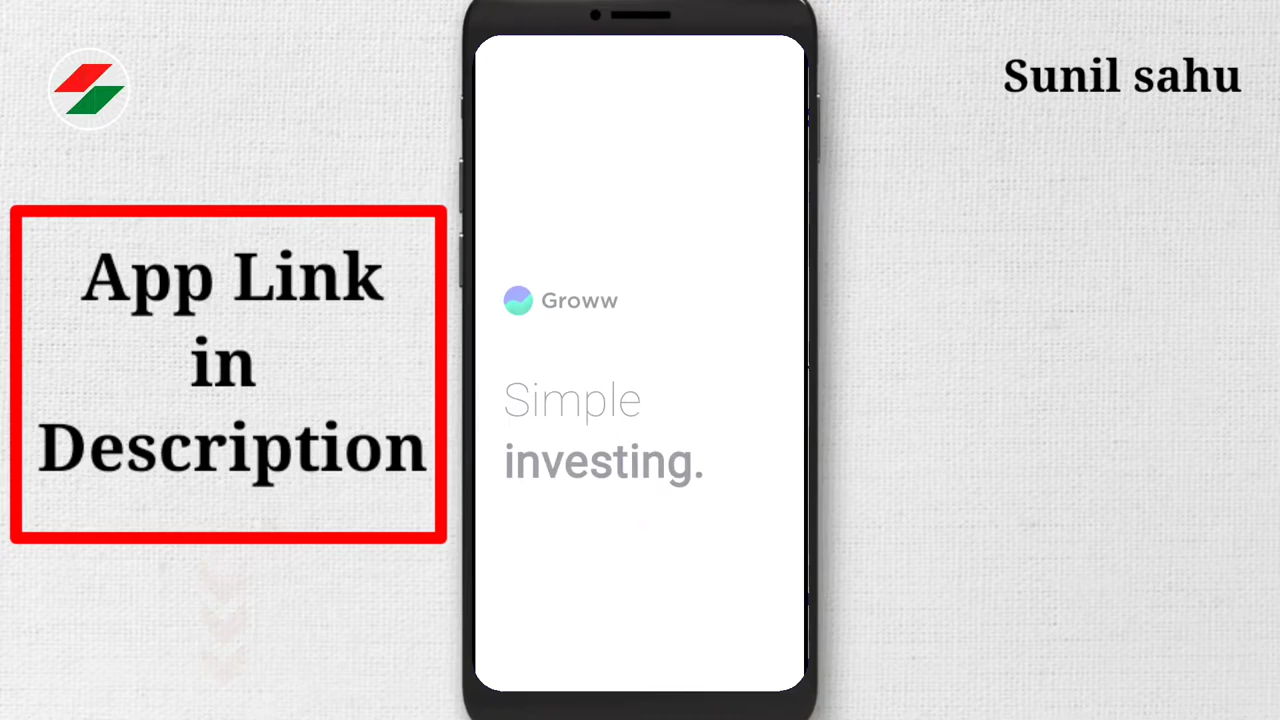 Sunil sahu
App Link
in
Description
Groww
Simple
investing.